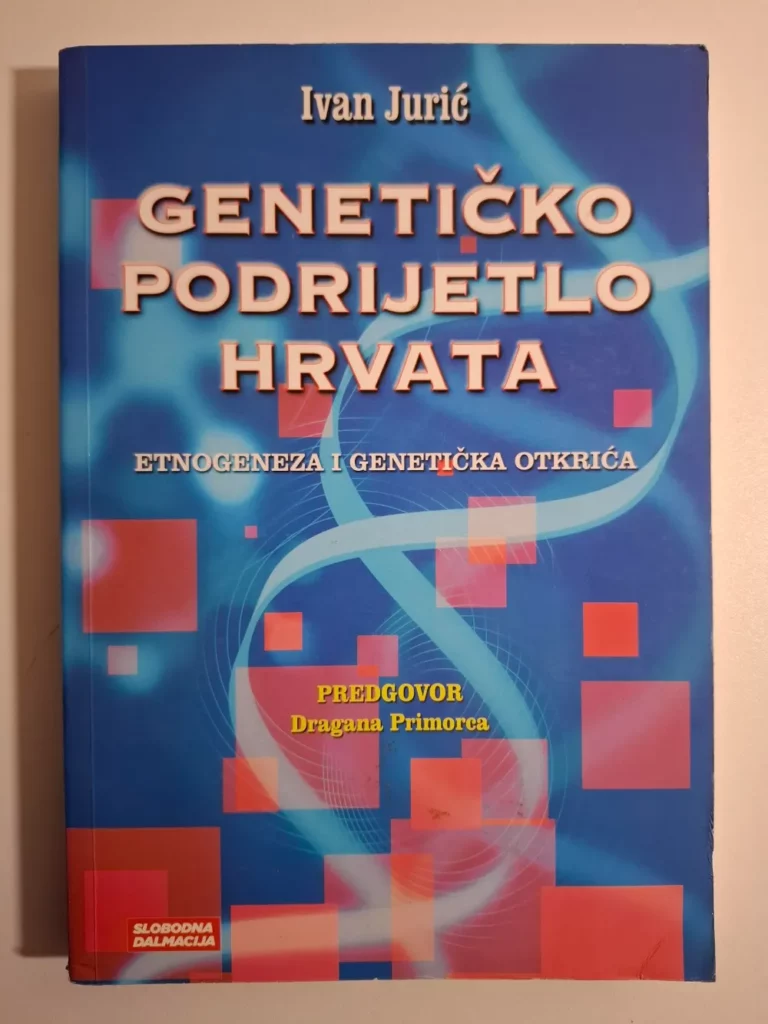 Ivan Jurić
GENETIČKO
PODRIJETLO
HRVATA
ETNOGENEZA I GENETIČKA OTKRIĆA
PREDGOVOR
Dragana Primorca
SLOBODNA
DALMACIJA